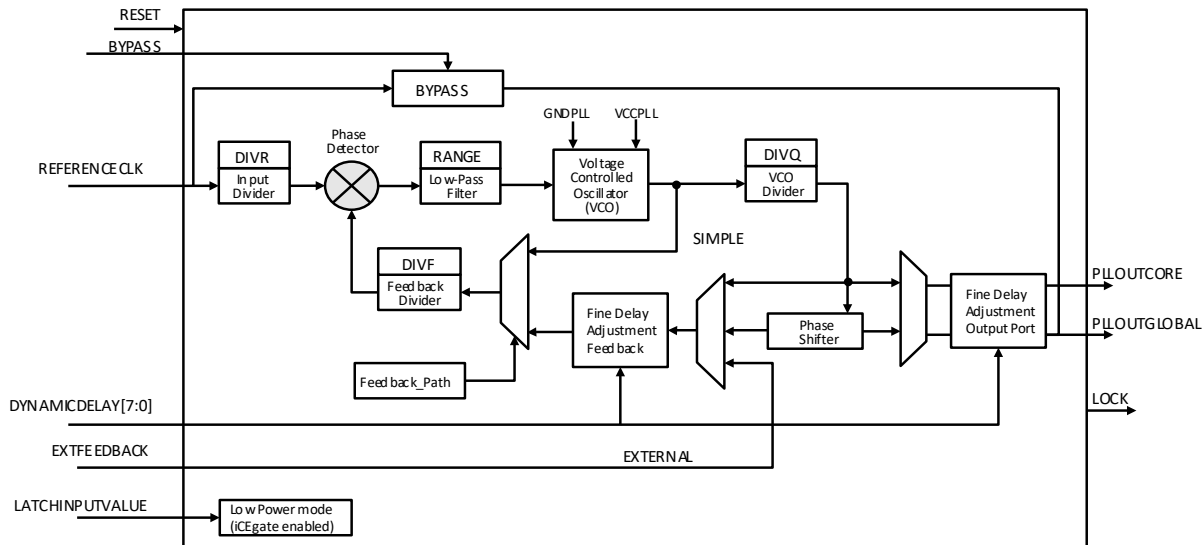 RESET
BYPASS
BYPASS
GNDPLL
VCCPLL
Phase
Detector
REFERENCECLK
DIVR
Input
Divider
RANGE
Low-Pass
Filter
Voltage
Controlled
Oscillator
(VCO)
DIVQ
VCO
Divider
SIMPLE
DIVF
Feedback
Divider
Fine Delay
Adjustment
Feedback
Phase
Shifter
Fine Delay
Adjustment
Output Port
PLLOUTCORE
PLLOUTGLOBAL
Feedback_Path
DYNAMICDELAY[7:0]
LOCK
EXTFEEDBACK
EXTERNAL
LATCHINPUTVALUE
Low Power mode
(iCEgate enabled)